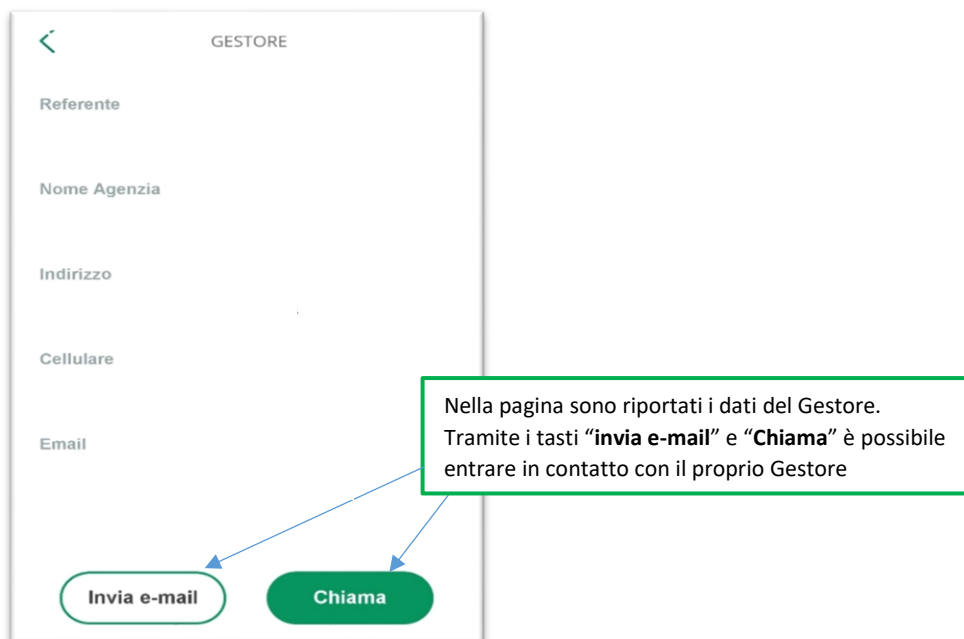 GESTORE
Referente
Nome Agenzia
Indirizzo
Cellulare
Email
Nella pagina sono riportati i dati del Gestore.
Tramite i tasti “invia e-mail” e “Chiama” è possibile
entrare in contatto con il proprio Gestore
Invia e-mail
Chiama